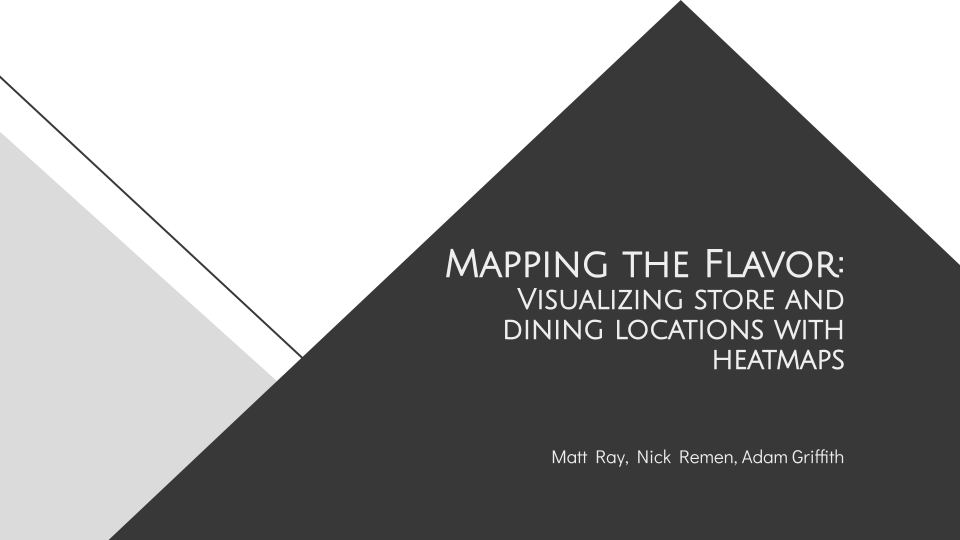 Mapping the Flavor:
Visualizing store and
dining locations with
heatmaps
Matt Ray, Nick Remen, Adam Griffith